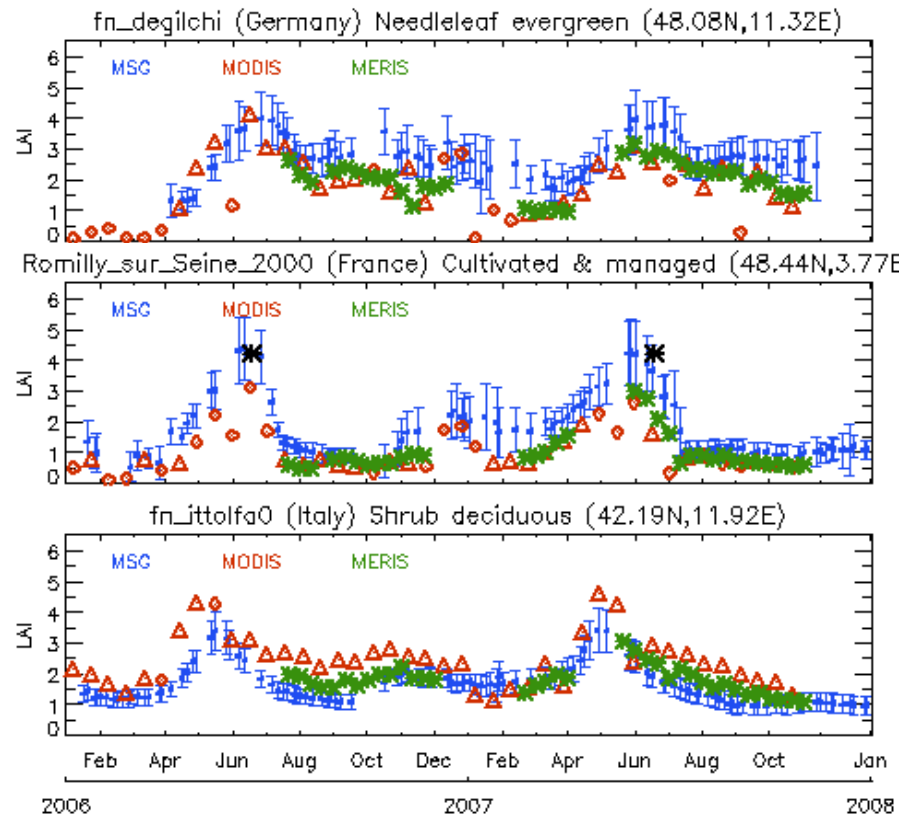 fn_degilchi (Germany) Needleleaf evergreen (48.08N,11.32E)
6
MSG MODIS MERIS
5
4
LAI
3
2
1
0
Romilly_sur_Seine_2000 (France) Cultivated & managed (48.44N,3.77E
6
MSG MODIS MERIS
5
4
LAI
3
2
1
0
fn_ittolfa0 (Italy) Shrub deciduous (42.19N,11.92E)
6
MSG MODIS MERIS
5
4
LAI
3
2
1
0
Feb Apr Jun Aug Oct Dec Feb Apr Jun Aug Oct Jan
2006 2007 2008